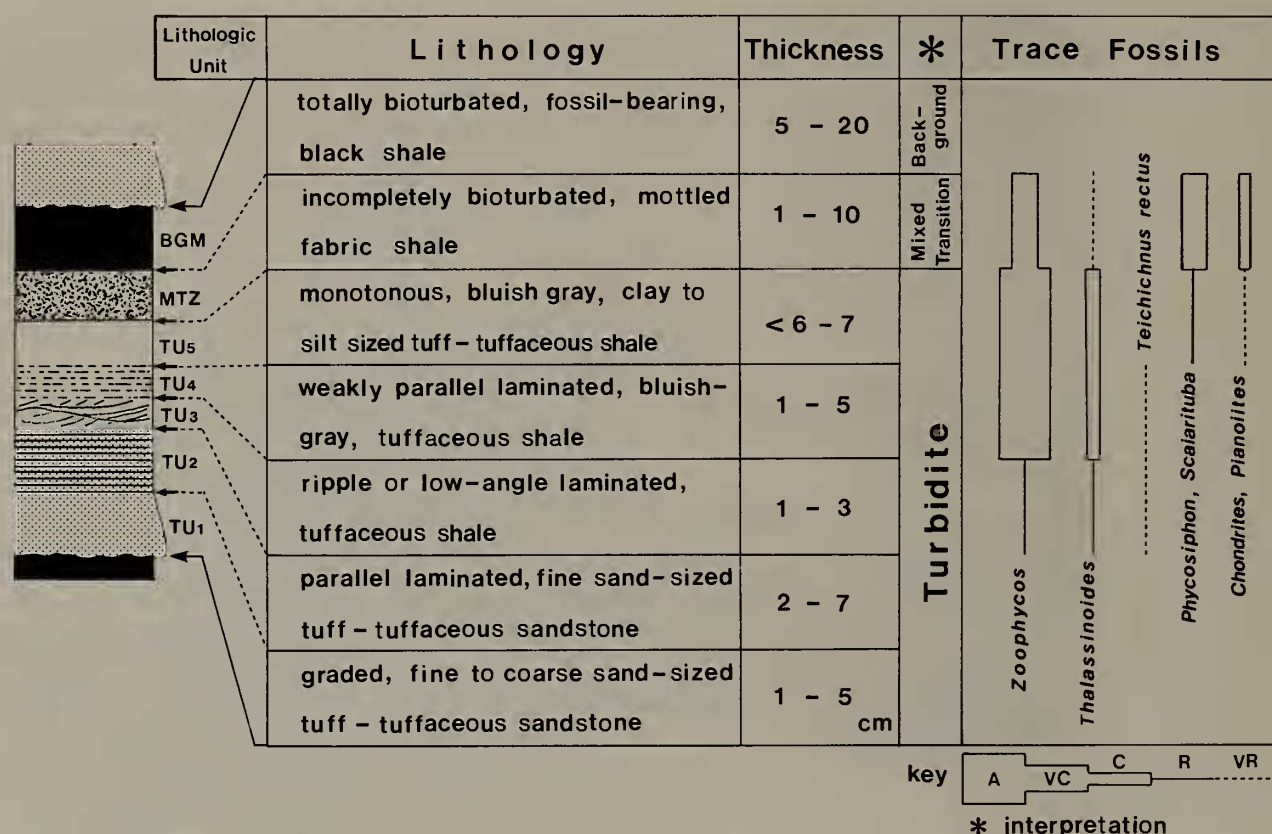 Lithologic
Unit
Lithology
Thickness
*
Trace Fossils
totally bioturbated, fossil-bearing,
black shale
5 - 20
Back-
ground
incompletely bioturbated, mottled
fabric shale
1 - 10
Mixed
Transition
monotonous, bluish gray, clay to
silt sized tuff-tuffaceous shale
< 6 - 7
weakly parallel laminated, bluish-
gray, tuffaceous shale
1 - 5
ripple or low-angle laminated,
tuffaceous shale
1 - 3
parallel laminated, fine sand-sized
tuff-tuffaceous sandstone
2 - 7
graded, fine to coarse sand-sized
tuff-tuffaceous sandstone
1 - 5
cm
Turbidite
BGM
MTZ
TU5
TU4
TU3
TU2
TU1
Zoophycos
Thalassinoides
Teichichnus rectus
Phycosiphon, Scalarituba
Chondrites, Planolites
key
A
VC
C
R
VR
* interpretation